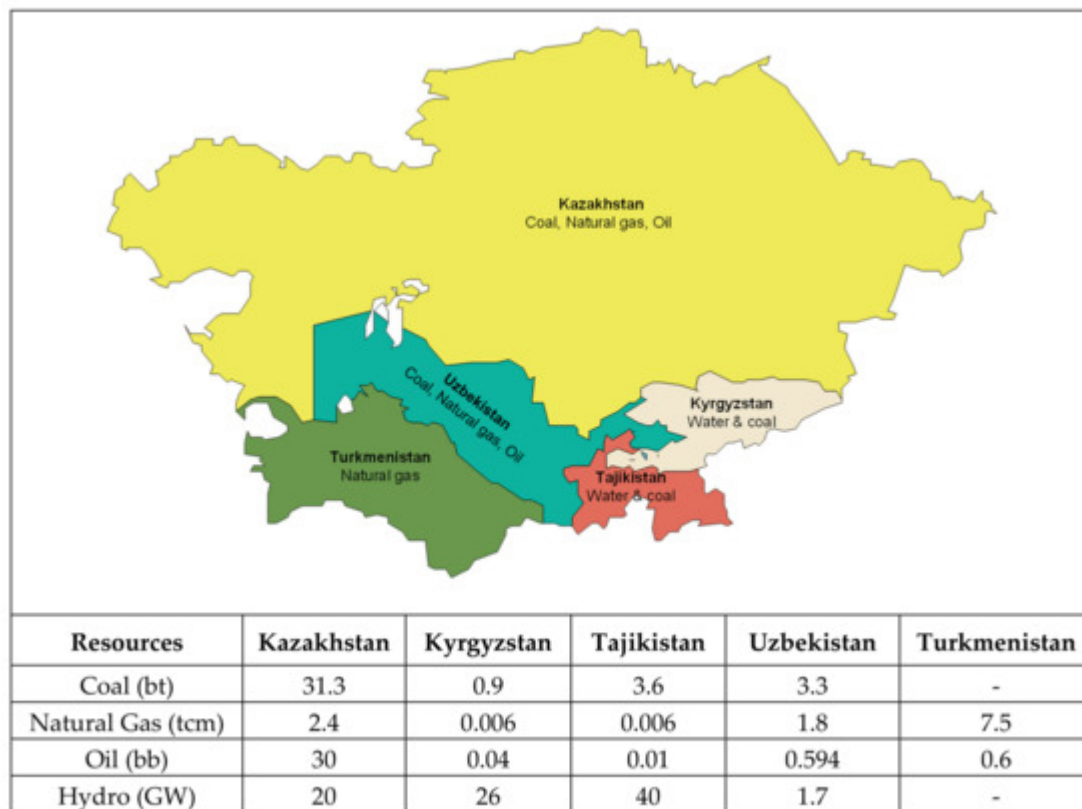 Kazakhstan
Coal, Natural gas, Oil
Uzbekistan
Coal, Natural gas, Oil
Kyrgyzstan
Water & coal
Turkmenistan
Natural gas
Tajikistan
Water & coal
Resources Kazakhstan Kyrgyzstan Tajikistan Uzbekistan Turkmenistan
Coal (bt) 31.3 0.9 3.6 3.3 -
Natural Gas (tcm) 2.4 0.006 0.006 1.8 7.5
Oil (bb) 30 0.04 0.01 0.594 0.6
Hydro (GW) 20 26 40 1.7 -